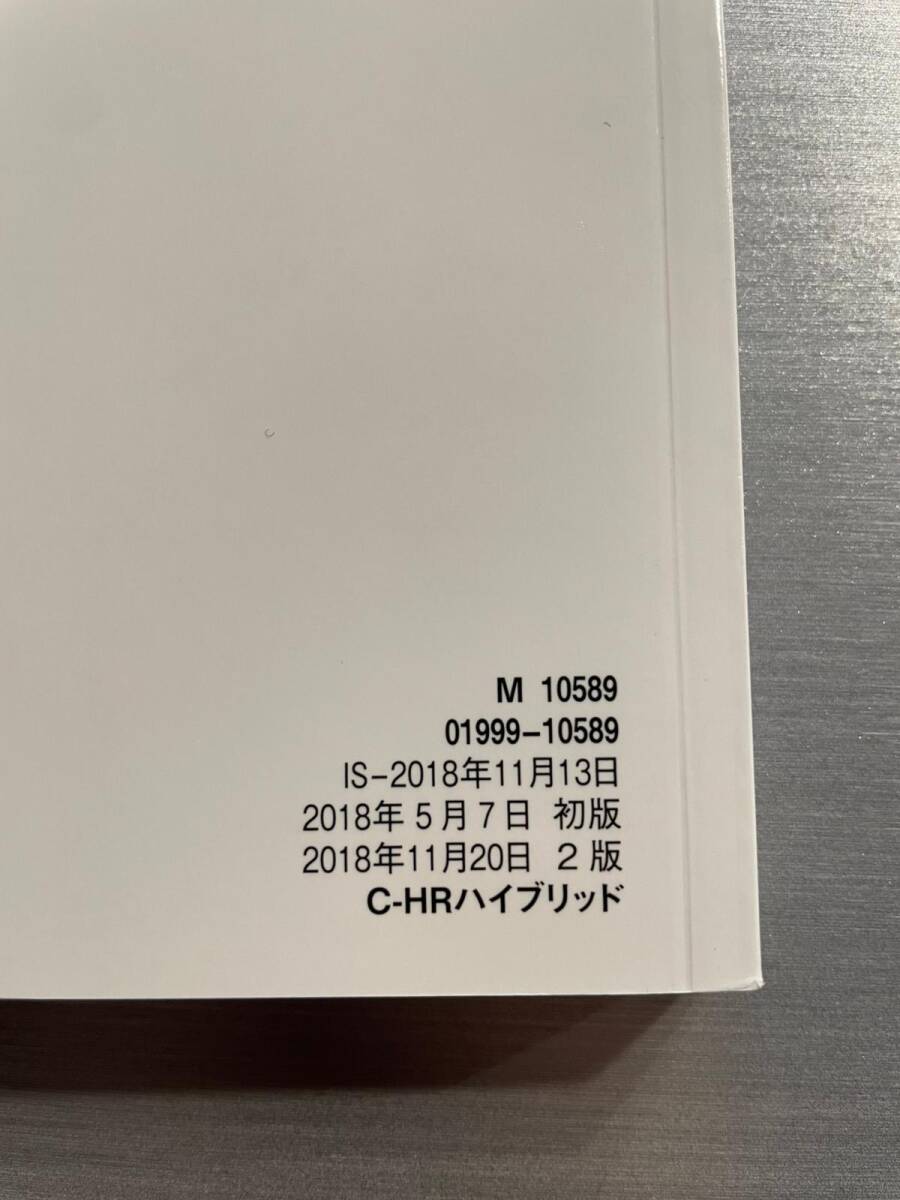 M 10589
01999-10589
IS-2018年11月13日
2018年5月7日 初版
2018年11月20日 2版
C-HRハイブリッド